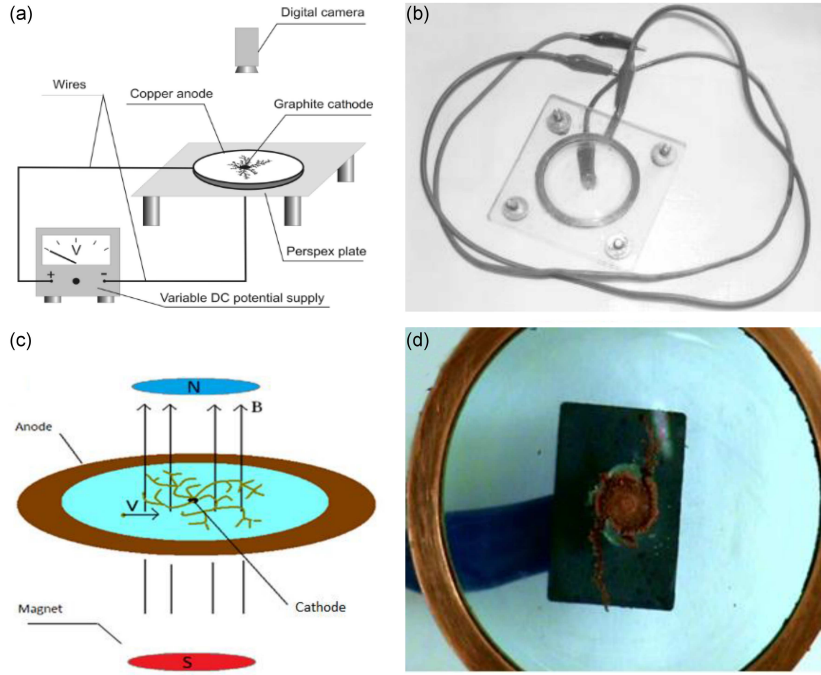 (a)
Digital camera
Wires
Copper anode
Graphite cathode
V
+
-
Perspex plate
Variable DC potential supply
(b)
(c)
N
B
Anode
V
Cathode
Magnet
S
(d)